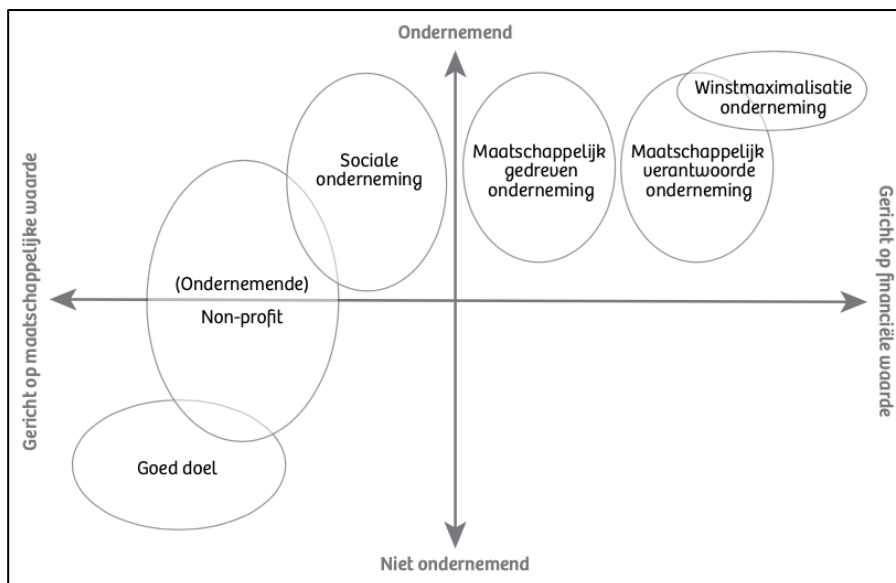 Ondernemend
Winstmaximalisatie
onderneming
Sociale
onderneming
Maatschappelijk
gedreven
onderneming
Maatschappelijk
verantwoorde
onderneming
Gericht op maatschappelijke waarde
Gericht op financiële waarde
(Ondernemende)
Non-profit
Goed doel
Niet ondernemend